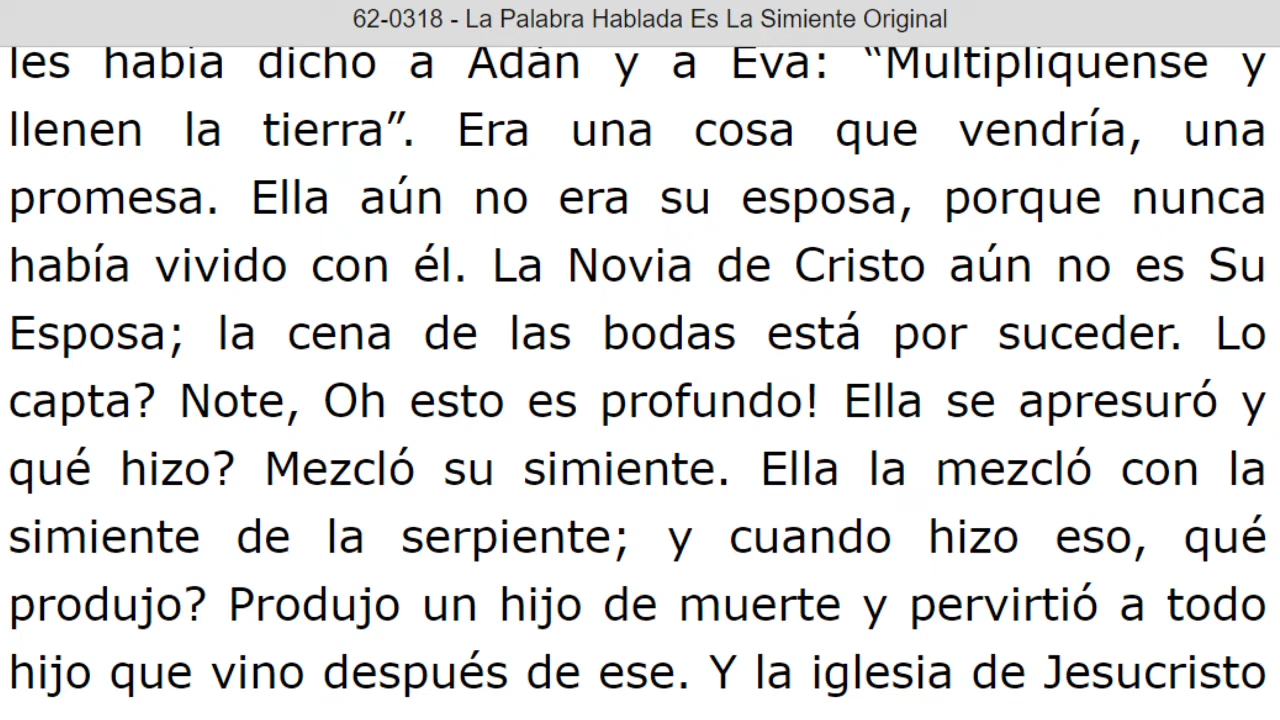 62-0318 - La Palabra Hablada Es La Simiente Original
les había dicho a Adán y a Eva: “Multiplíquense y
llenen la tierra”. Era una cosa que vendría, una
promesa. Ella aún no era su esposa, porque nunca
había vivido con él. La Novia de Cristo aún no es Su
Esposa; la cena de las bodas está por suceder. Lo
capta? Note, Oh esto es profundo! Ella se apresuró y
qué hizo? Mezcló su simiente. Ella la mezcló con la
simiente de la serpiente; y cuando hizo eso, qué
produjo? Produjo un hijo de muerte y pervirtió a todo
hijo que vino después de ese. Y la iglesia de Jesucristo